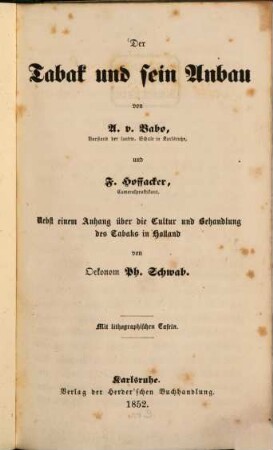 Der
Tabak und sein Anbau
von
A. v. Babo,
Vorstand der landw. Schule in Karlsruhe,
und
F. Hoffacker,
Cameralpraktikant.
Nebst einem Anhang über die Cultur und Behandlung
des Tabaks in Holland
von
Oekonom Ph. Schwab.
Mit lithographischen Tafeln.
Karlsruhe.
Verlag der Herder'schen Buchhandlung.
1852.